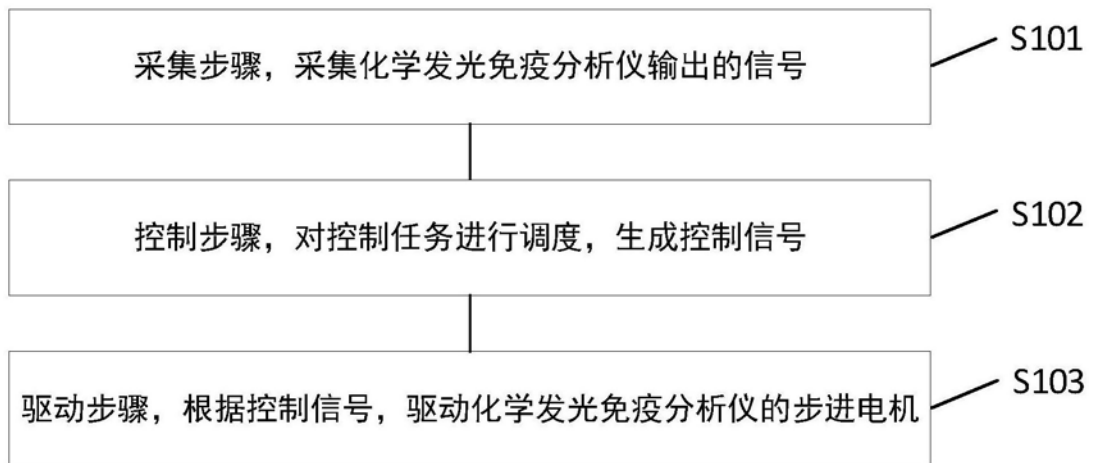 采集步骤，采集化学发光免疫分析仪输出的信号
S101
控制步骤，对控制任务进行调度，生成控制信号
S102
驱动步骤，根据控制信号，驱动化学发光免疫分析仪的步进电机
S103